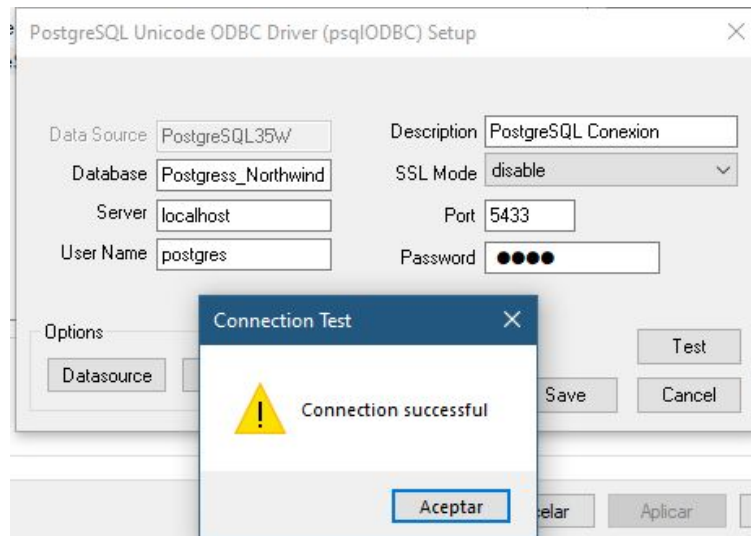 PostgreSQL Unicode ODBC Driver (psqlODBC) Setup
Data Source PostgreSQL35W
Description PostgreSQL Conexion
Database Postgress_Northwind
SSL Mode disable
Server localhost
Port 5433
User Name postgres
Password ●●●●
Connection Test
Options
Test
Datasource
Connection successful
Save
Cancel
Aceptar
elar
Aplicar